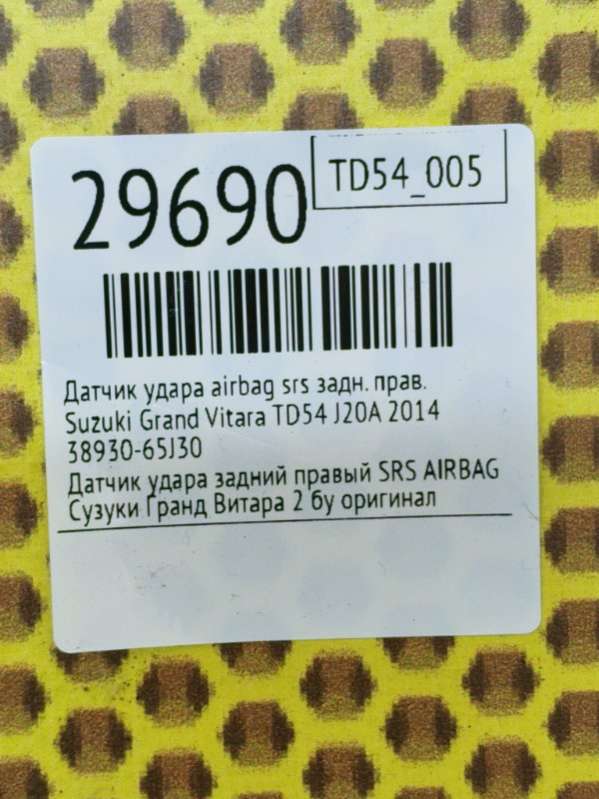 29690
TD54_005
Датчик удара airbag srs задн. прав.
Suzuki Grand Vitara TD54 J20A 2014
38930-65J30
Датчик удара задний правый SRS AIRBAG
Сузуки Гранд Витара 2 бу оригинал